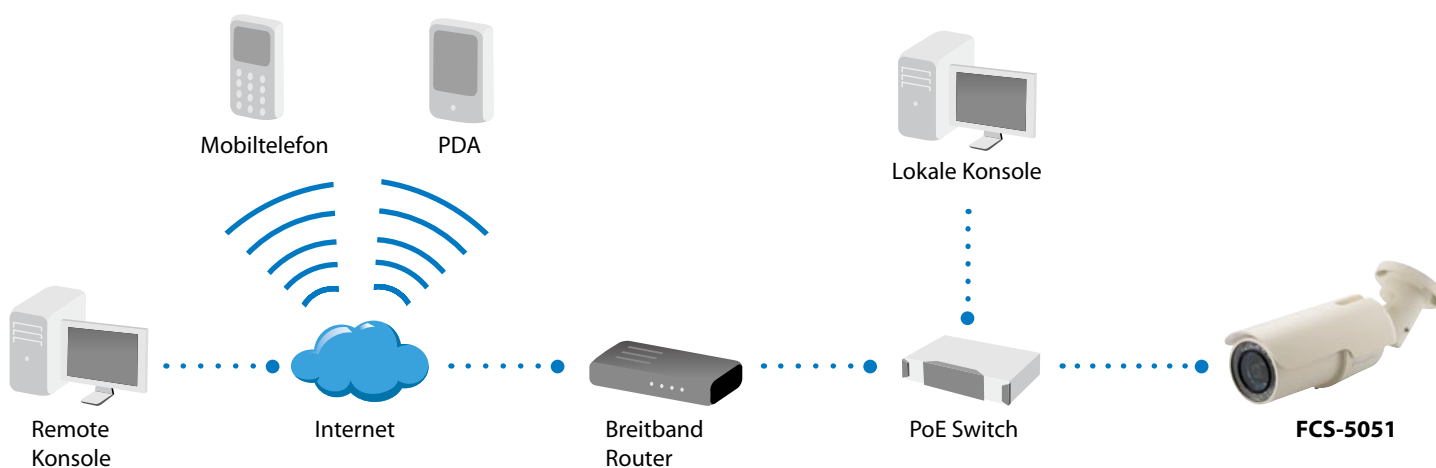 Mobiltelefon
PDA
Lokale Konsole
Remote
Konsole
Internet
Breitband
Router
PoE Switch
FCS-5051